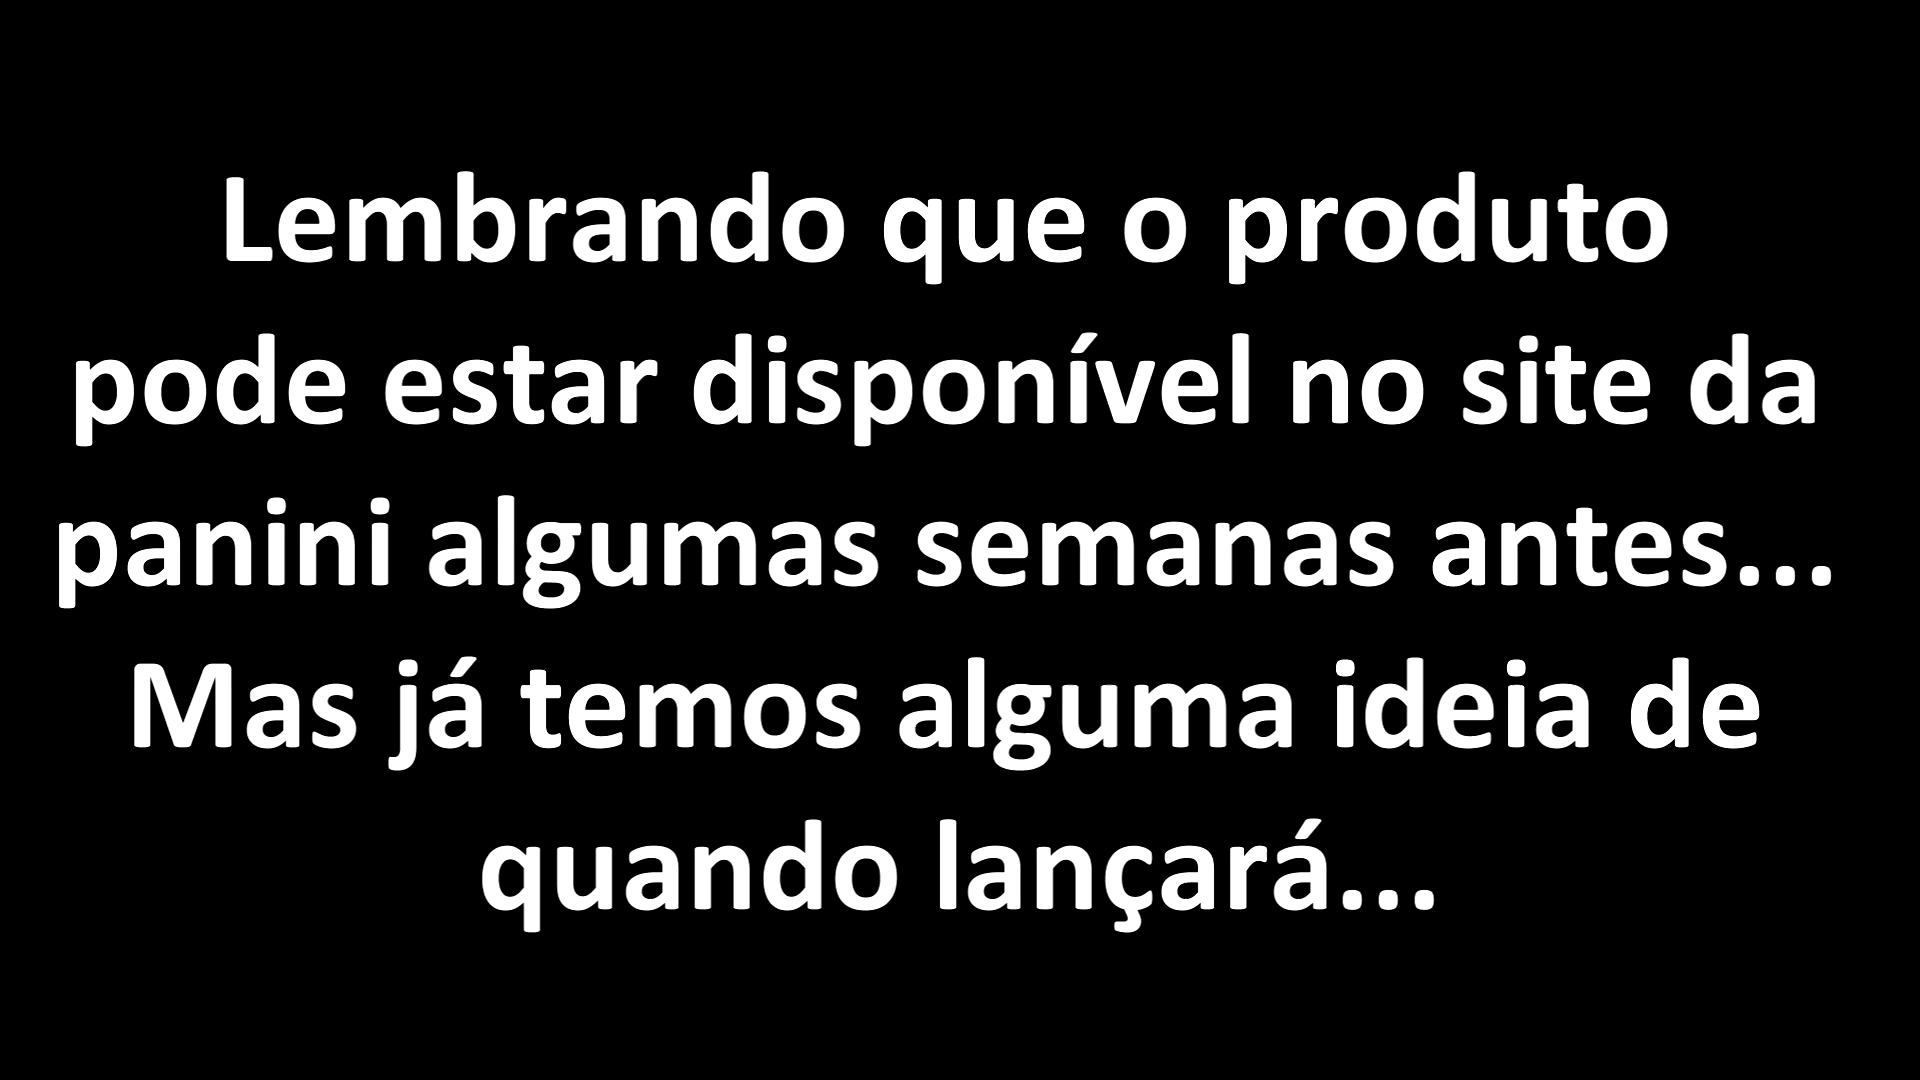 Lembrando que o produto
pode estar disponível no site da
panini algumas semanas antes...
Mas já temos alguma ideia de
quando lançará...